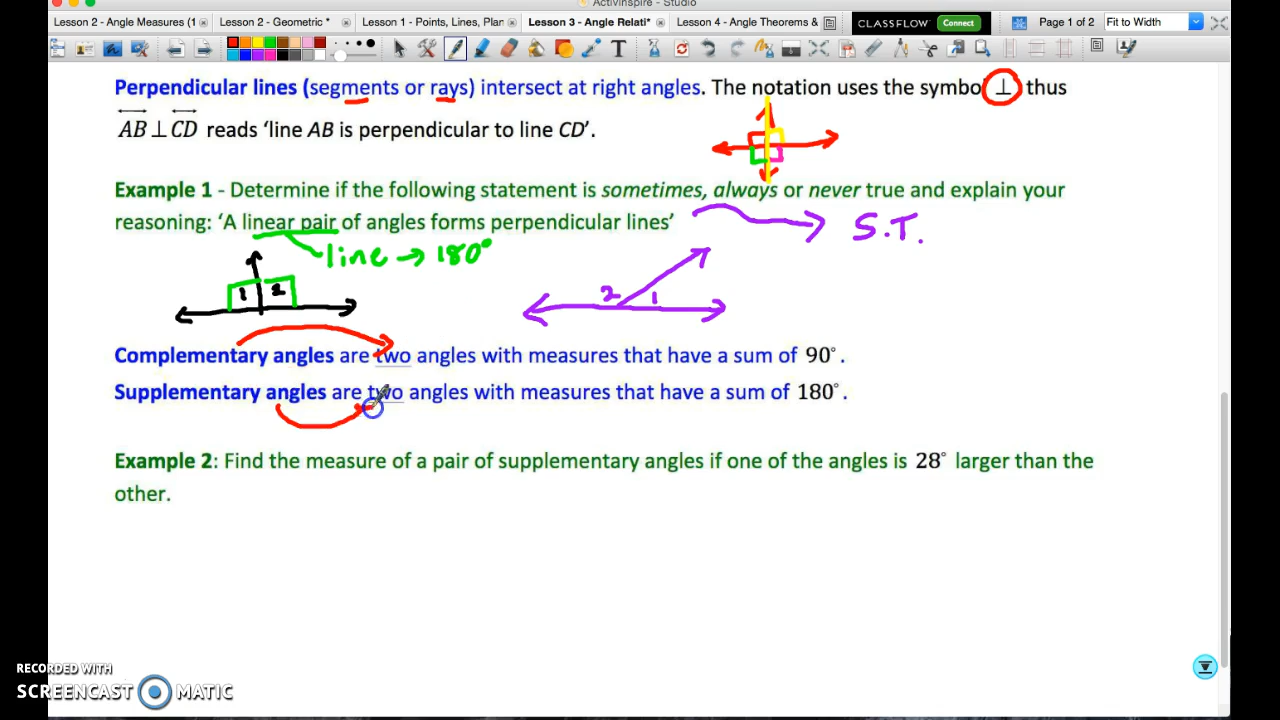 ActivInspire - Studio
Lesson 2 - Angle Measures (1 Lesson 2 - Geometric * Lesson 1 - Points, Lines, Plan Lesson 3 - Angle Relati* Lesson 4 - Angle Theorems & CLASSFLOW Connect Page 1 of 2 Fit to Width
T
Perpendicular lines (segments or rays) intersect at right angles. The notation uses the symbo ⊥ thus
AB ⊥ CD reads ‘line AB is perpendicular to line CD’.
Example 1 - Determine if the following statement is sometimes, always or never true and explain your
reasoning: ‘A linear pair of angles forms perpendicular lines’
S.T.
line → 180°
1 2
2 1
Complementary angles are two angles with measures that have a sum of 90°.
Supplementary angles are two angles with measures that have a sum of 180°.
Example 2: Find the measure of a pair of supplementary angles if one of the angles is 28° larger than the
other.
RECORDED WITH
SCREENCAST MATIC